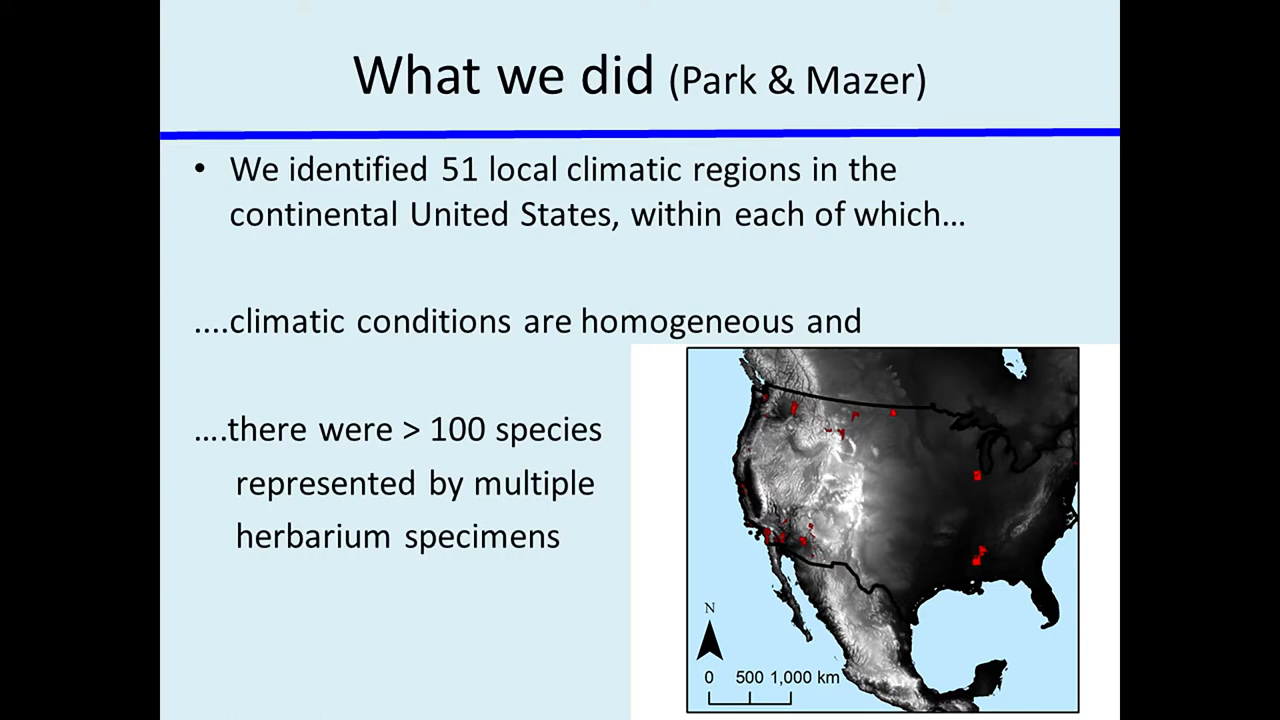 What we did (Park & Mazer)
• We identified 51 local climatic regions in the
continental United States, within each of which…
....climatic conditions are homogeneous and
….there were > 100 species
represented by multiple
herbarium specimens
N
0 500 1,000 km